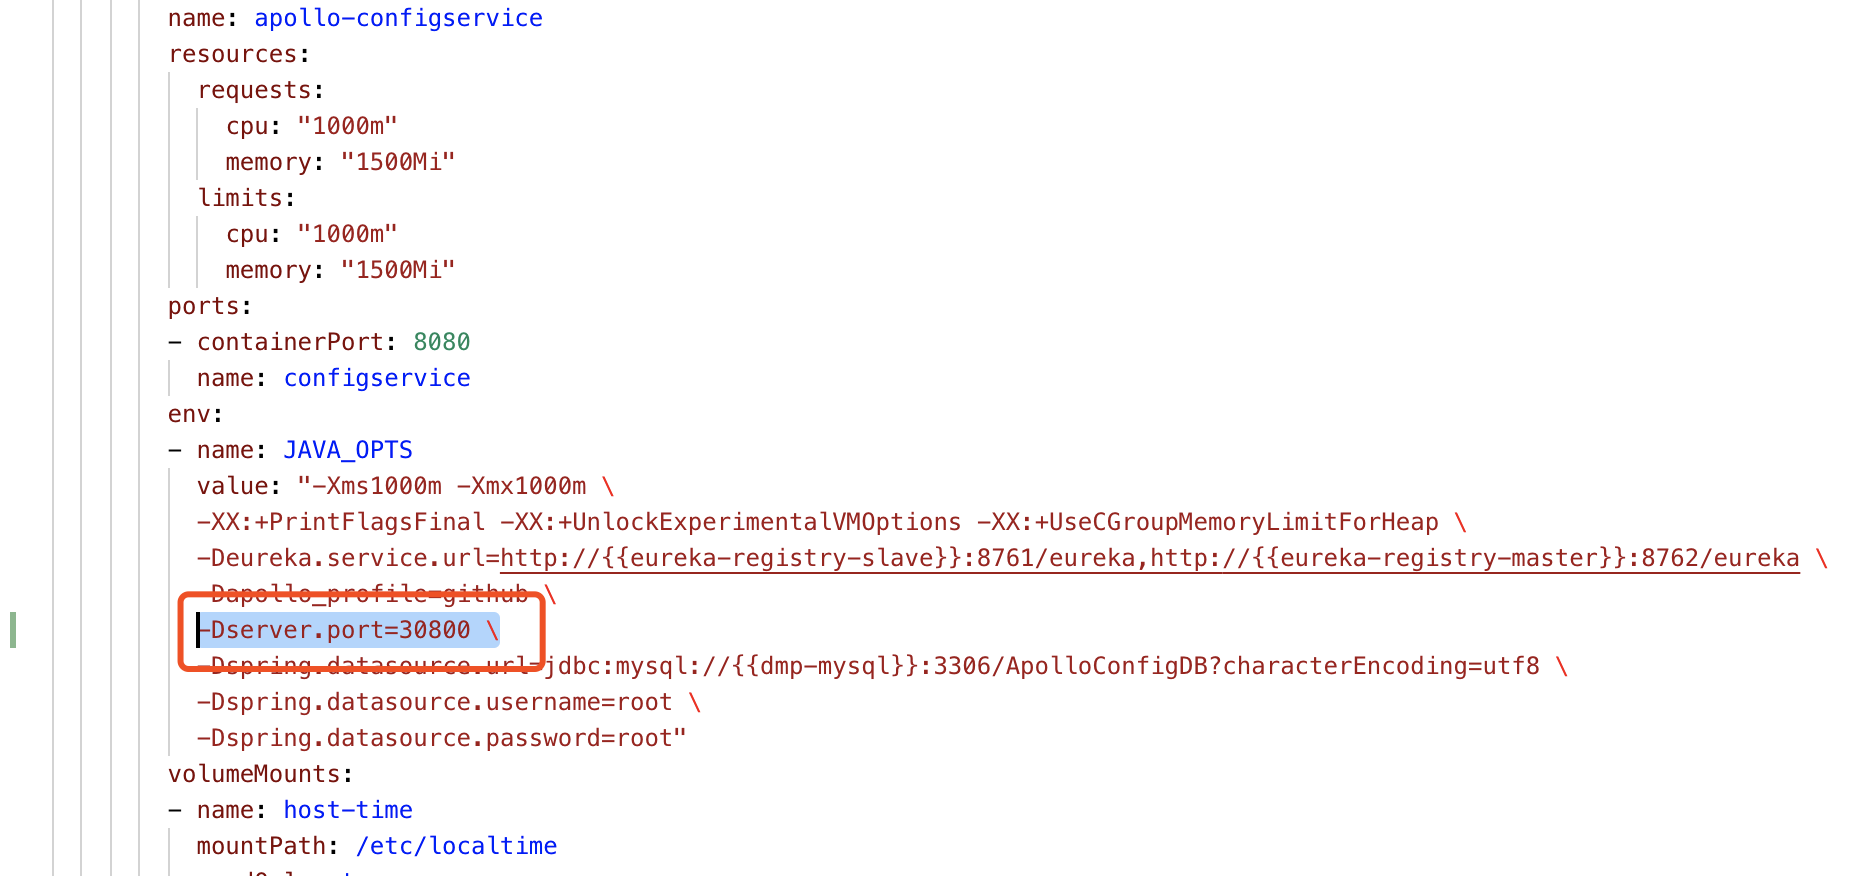 name: apollo-configservice
resources:
requests:
cpu: "1000m"
memory: "1500Mi"
limits:
cpu: "1000m"
memory: "1500Mi"
ports:
- containerPort: 8080
name: configservice
env:
- name: JAVA_OPTS
value: "-Xms1000m -Xmx1000m \
-XX:+PrintFlagsFinal -XX:+UnlockExperimentalVMOptions -XX:+UseCGroupMemoryLimitForHeap \
-Deureka.service.url=http://{{eureka-registry-slave}}:8761/eureka,http://{{eureka-registry-master}}:8762/eureka \
-Dapollo_profile=github \
-Dserver.port=30800 \
-Dspring.datasource.url=jdbc:mysql://{{dmp-mysql}}:3306/ApolloConfigDB?characterEncoding=utf8 \
-Dspring.datasource.username=root \
-Dspring.datasource.password=root"
volumeMounts:
- name: host-time
mountPath: /etc/localtime